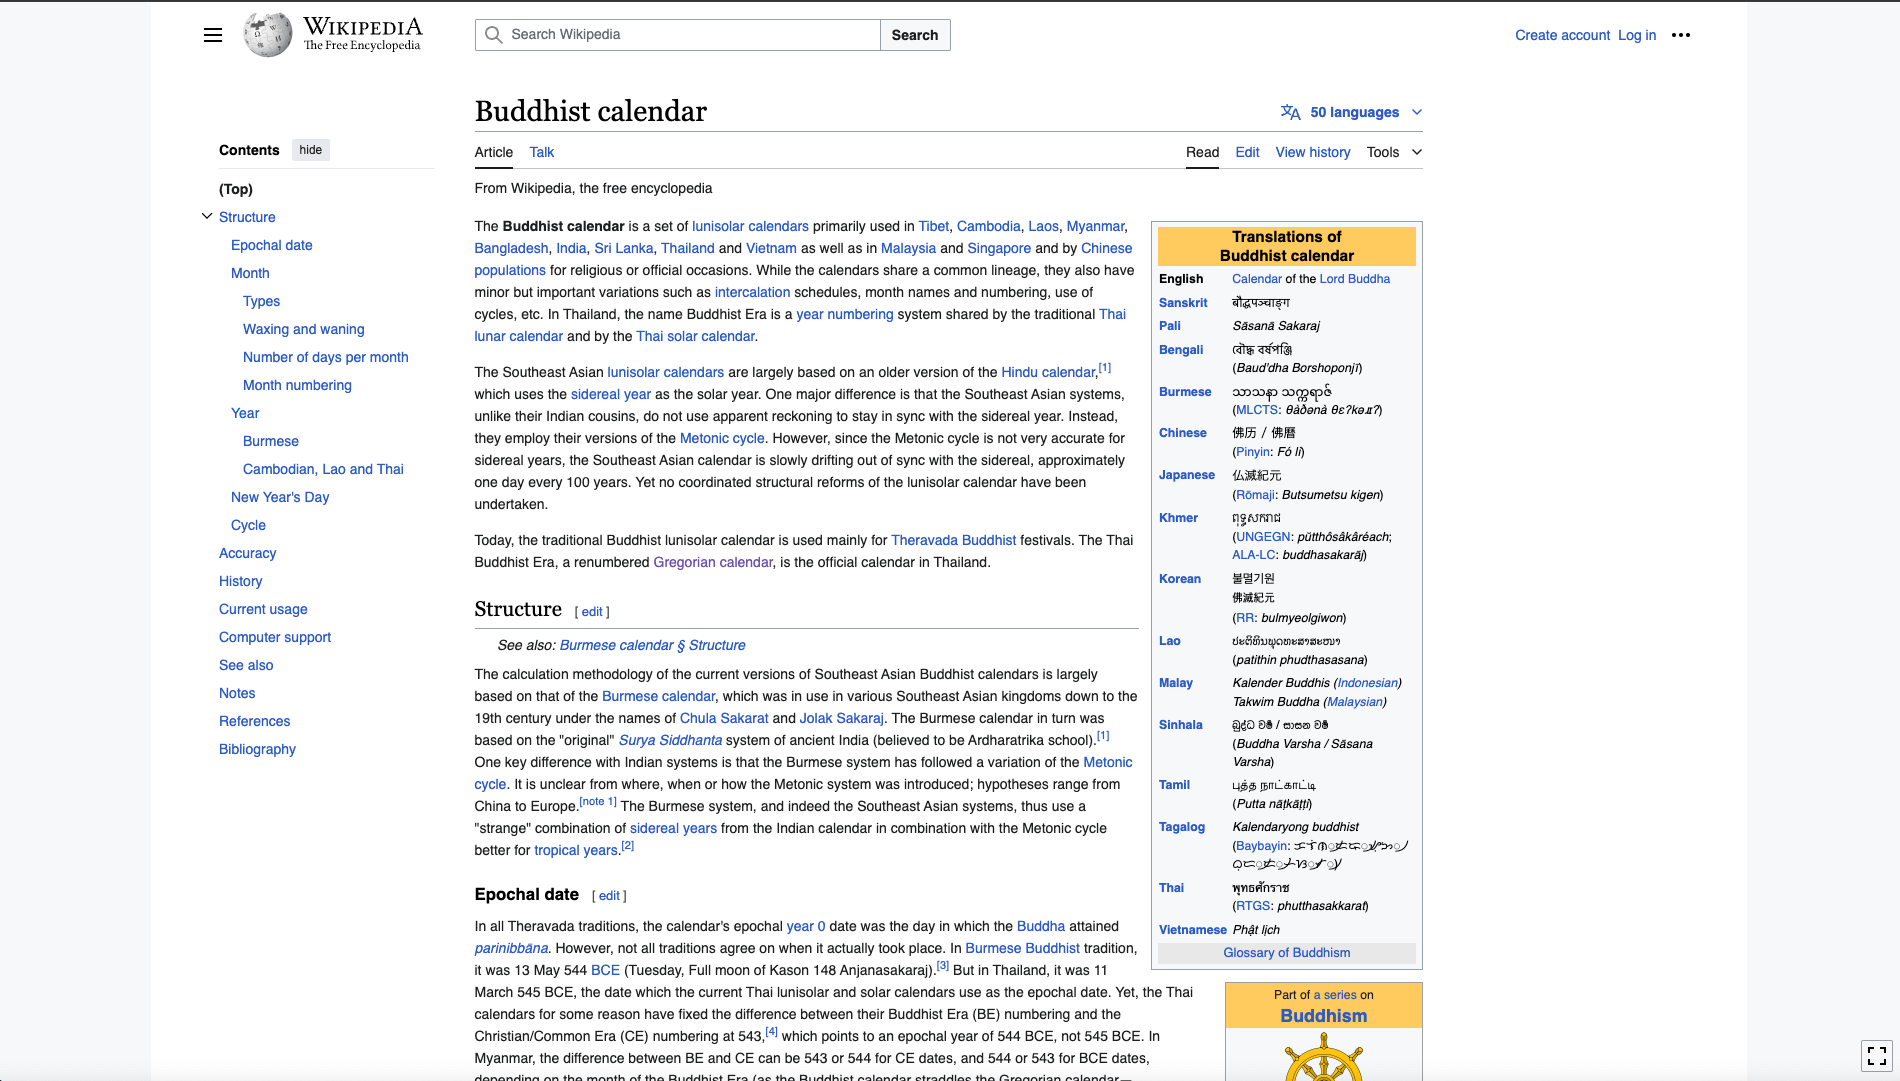 WIKIPEDIA
The Free Encyclopedia
Search Wikipedia
Search
Create account Log in
Contents hide
(Top)
Structure
Epochal date
Month
Types
Waxing and waning
Number of days per month
Month numbering
Year
Burmese
Cambodian, Lao and Thai
New Year's Day
Cycle
Accuracy
History
Current usage
Computer support
See also
Notes
References
Bibliography
Buddhist calendar
50 languages
Article Talk
Read Edit View history Tools
From Wikipedia, the free encyclopedia
The Buddhist calendar is a set of lunisolar calendars primarily used in Tibet, Cambodia, Laos, Myanmar,
Bangladesh, India, Sri Lanka, Thailand and Vietnam as well as in Malaysia and Singapore and by Chinese
populations for religious or official occasions. While the calendars share a common lineage, they also have
minor but important variations such as intercalation schedules, month names and numbering, use of
cycles, etc. In Thailand, the name Buddhist Era is a year numbering system shared by the traditional Thai
lunar calendar and by the Thai solar calendar.
The Southeast Asian lunisolar calendars are largely based on an older version of the Hindu calendar,[1]
which uses the sidereal year as the solar year. One major difference is that the Southeast Asian systems,
unlike their Indian cousins, do not use apparent reckoning to stay in sync with the sidereal year. Instead,
they employ their versions of the Metonic cycle. However, since the Metonic cycle is not very accurate for
sidereal years, the Southeast Asian calendar is slowly drifting out of sync with the sidereal, approximately
one day every 100 years. Yet no coordinated structural reforms of the lunisolar calendar have been
undertaken.
Today, the traditional Buddhist lunisolar calendar is used mainly for Theravada Buddhist festivals. The Thai
Buddhist Era, a renumbered Gregorian calendar, is the official calendar in Thailand.
Structure [ edit ]
See also: Burmese calendar § Structure
The calculation methodology of the current versions of Southeast Asian Buddhist calendars is largely
based on that of the Burmese calendar, which was in use in various Southeast Asian kingdoms down to the
19th century under the names of Chula Sakarat and Jolak Sakaraj. The Burmese calendar in turn was
based on the "original" Surya Siddhanta system of ancient India (believed to be Ardharatrika school).[1]
One key difference with Indian systems is that the Burmese system has followed a variation of the Metonic
cycle. It is unclear from where, when or how the Metonic system was introduced; hypotheses range from
China to Europe.[note 1] The Burmese system, and indeed the Southeast Asian systems, thus use a
"strange" combination of sidereal years from the Indian calendar in combination with the Metonic cycle
better for tropical years.[2]
Epochal date [ edit ]
In all Theravada traditions, the calendar's epochal year 0 date was the day in which the Buddha attained
parinibbāna. However, not all traditions agree on when it actually took place. In Burmese Buddhist tradition,
it was 13 May 544 BCE (Tuesday, Full moon of Kason 148 Anjanasakaraj).[3] But in Thailand, it was 11
March 545 BCE, the date which the current Thai lunisolar and solar calendars use as the epochal date. Yet, the Thai
calendars for some reason have fixed the difference between their Buddhist Era (BE) numbering and the
Christian/Common Era (CE) numbering at 543,[4] which points to an epochal year of 544 BCE, not 545 BCE. In
Myanmar, the difference between BE and CE can be 543 or 544 for CE dates, and 544 or 543 for BCE dates,
depending on the month of the Buddhist Era (as the Buddhist calendar straddles the Gregorian calendar—
Translations of
Buddhist calendar
English Calendar of the Lord Buddha
Sanskrit बौद्धपञ्चाङ्ग
Pali Sāsanā Sakaraj
Bengali বৌদ্ধ বর্ষপঞ্জি
(Baud'dha Borshoponjī)
Burmese သာသနာ သက္ကရာဇ်
(MLCTS: θàðənà θɛʔkəɹɪʔ)
Chinese 佛历 / 佛曆
(Pinyin: Fó lì)
Japanese 仏滅紀元
(Rōmaji: Butsumetsu kigen)
Khmer ពុទ្ធសករាជ
(UNGEGN: pŭtthôsâkâréach;
ALA-LC: buddhasakarāj)
Korean 불멸기원
佛滅紀元
(RR: bulmyeolgiwon)
Lao ປະຕິທິນພຸດທະສາສະໜາ
(patithin phudthasasana)
Malay Kalender Buddhis (Indonesian)
Takwim Buddha (Malaysian)
Sinhala බුද්ධ වර්‍ෂ / සාසන වර්‍ෂ
(Buddha Varsha / Sāsana
Varsha)
Tamil புத்த நாட்காட்டி
(Putta nāṭkāṭṭi)
Tagalog Kalendaryong buddhist
(Baybayin:
Thai พุทธศักราช
(RTGS: phutthasakkarat)
Vietnamese Phật lịch
Glossary of Buddhism
Part of a series on
Buddhism